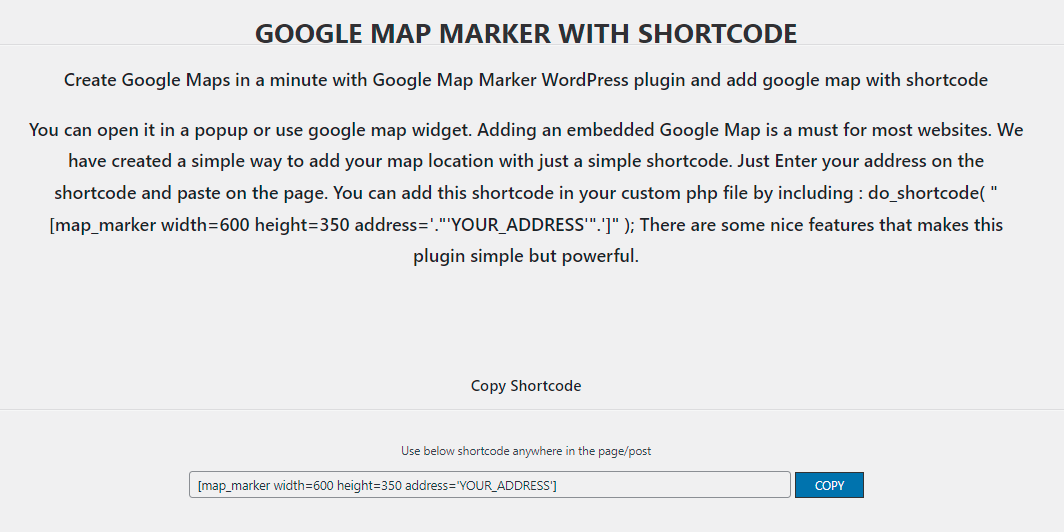 GOOGLE MAP MARKER WITH SHORTCODE
Create Google Maps in a minute with Google Map Marker WordPress plugin and add google map with shortcode
You can open it in a popup or use google map widget. Adding an embedded Google Map is a must for most websites. We
have created a simple way to add your map location with just a simple shortcode. Just Enter your address on the
shortcode and paste on the page. You can add this shortcode in your custom php file by including : do_shortcode( "
[map_marker width=600 height=350 address='."'YOUR_ADDRESS'".']" ); There are some nice features that makes this
plugin simple but powerful.
Copy Shortcode
Use below shortcode anywhere in the page/post
[map_marker width=600 height=350 address='YOUR_ADDRESS']
COPY